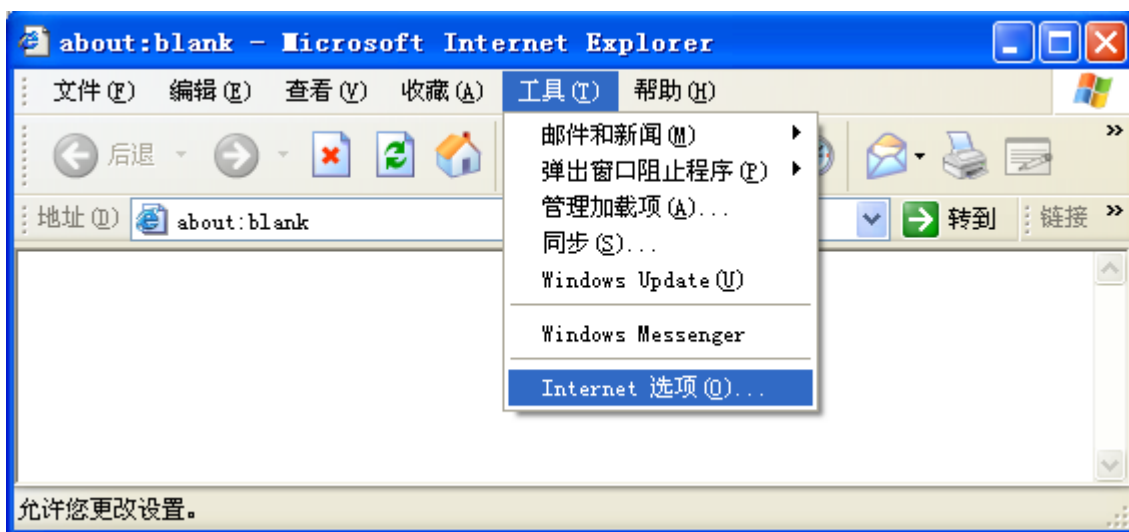 about:blank - Microsoft Internet Explorer
文件(F) 编辑(E) 查看(V) 收藏(A) 工具(T) 帮助(H)
后退
邮件和新闻(M)
弹出窗口阻止程序(P)
管理加载项(A)...
同步(S)...
Windows Update(U)
Windows Messenger
Internet 选项(O)...
地址(D) about:blank 转到 链接
允许您更改设置。